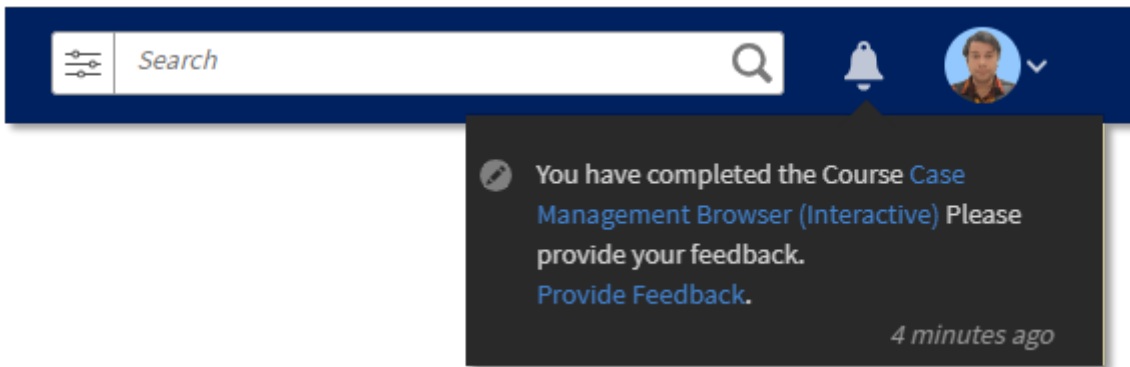 Search
You have completed the Course Case
Management Browser (Interactive) Please
provide your feedback.
Provide Feedback.
4 minutes ago